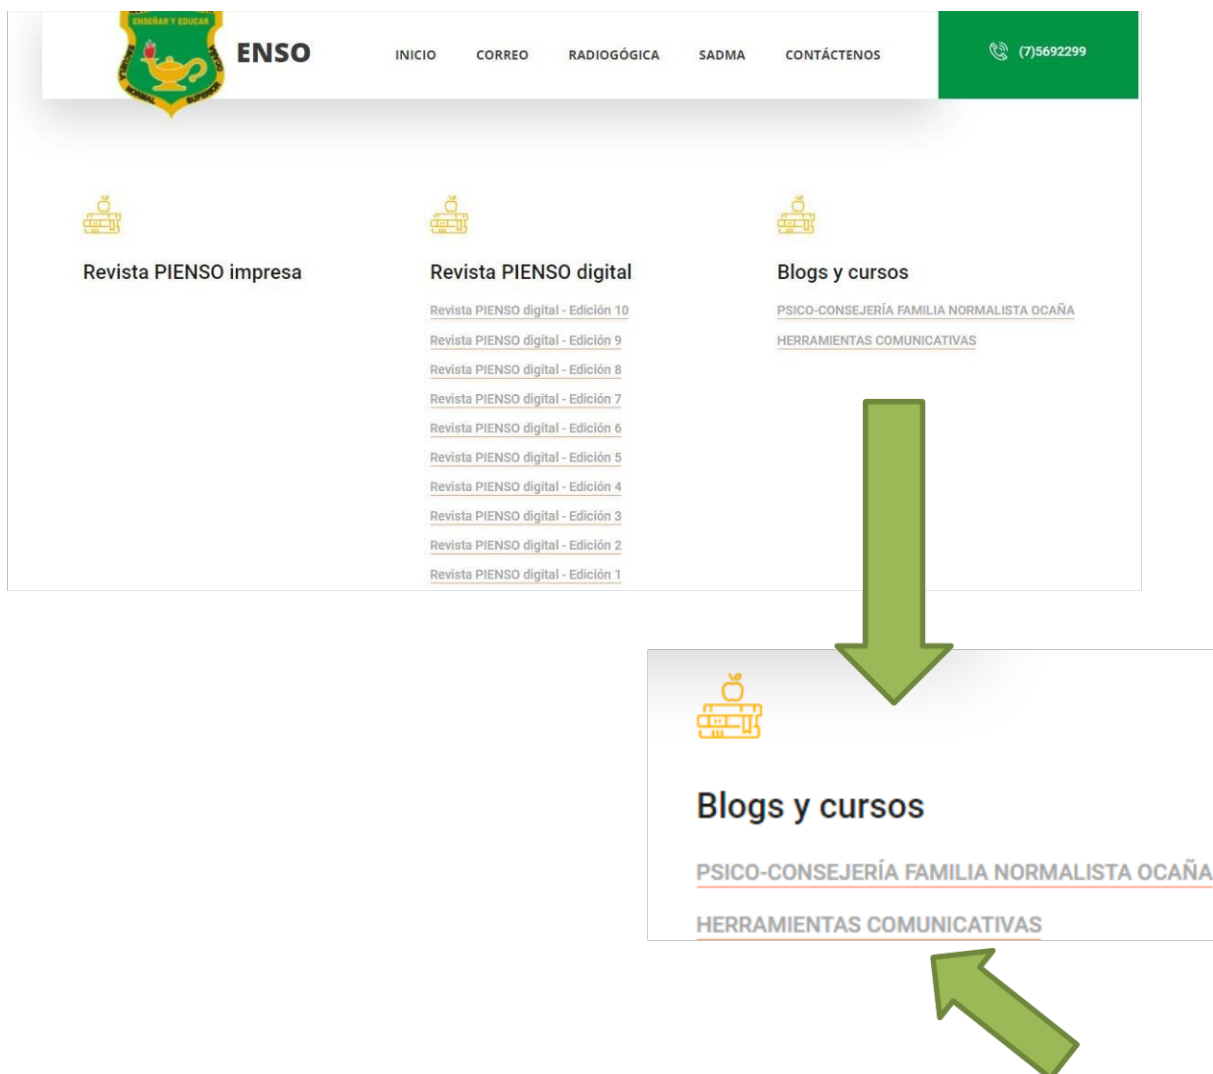 ENSEÑAR Y EDUCAR
ESCUELA NORMAL SUPERIOR OCAÑA
ENSO
INICIO CORREO RADIOGÓGICA SADMA CONTÁCTENOS
(7)5692299
Revista PIENSO impresa
Revista PIENSO digital
Revista PIENSO digital - Edición 10
Revista PIENSO digital - Edición 9
Revista PIENSO digital - Edición 8
Revista PIENSO digital - Edición 7
Revista PIENSO digital - Edición 6
Revista PIENSO digital - Edición 5
Revista PIENSO digital - Edición 4
Revista PIENSO digital - Edición 3
Revista PIENSO digital - Edición 2
Revista PIENSO digital - Edición 1
Blogs y cursos
PSICO-CONSEJERÍA FAMILIA NORMALISTA OCAÑA
HERRAMIENTAS COMUNICATIVAS
Blogs y cursos
PSICO-CONSEJERÍA FAMILIA NORMALISTA OCAÑA
HERRAMIENTAS COMUNICATIVAS